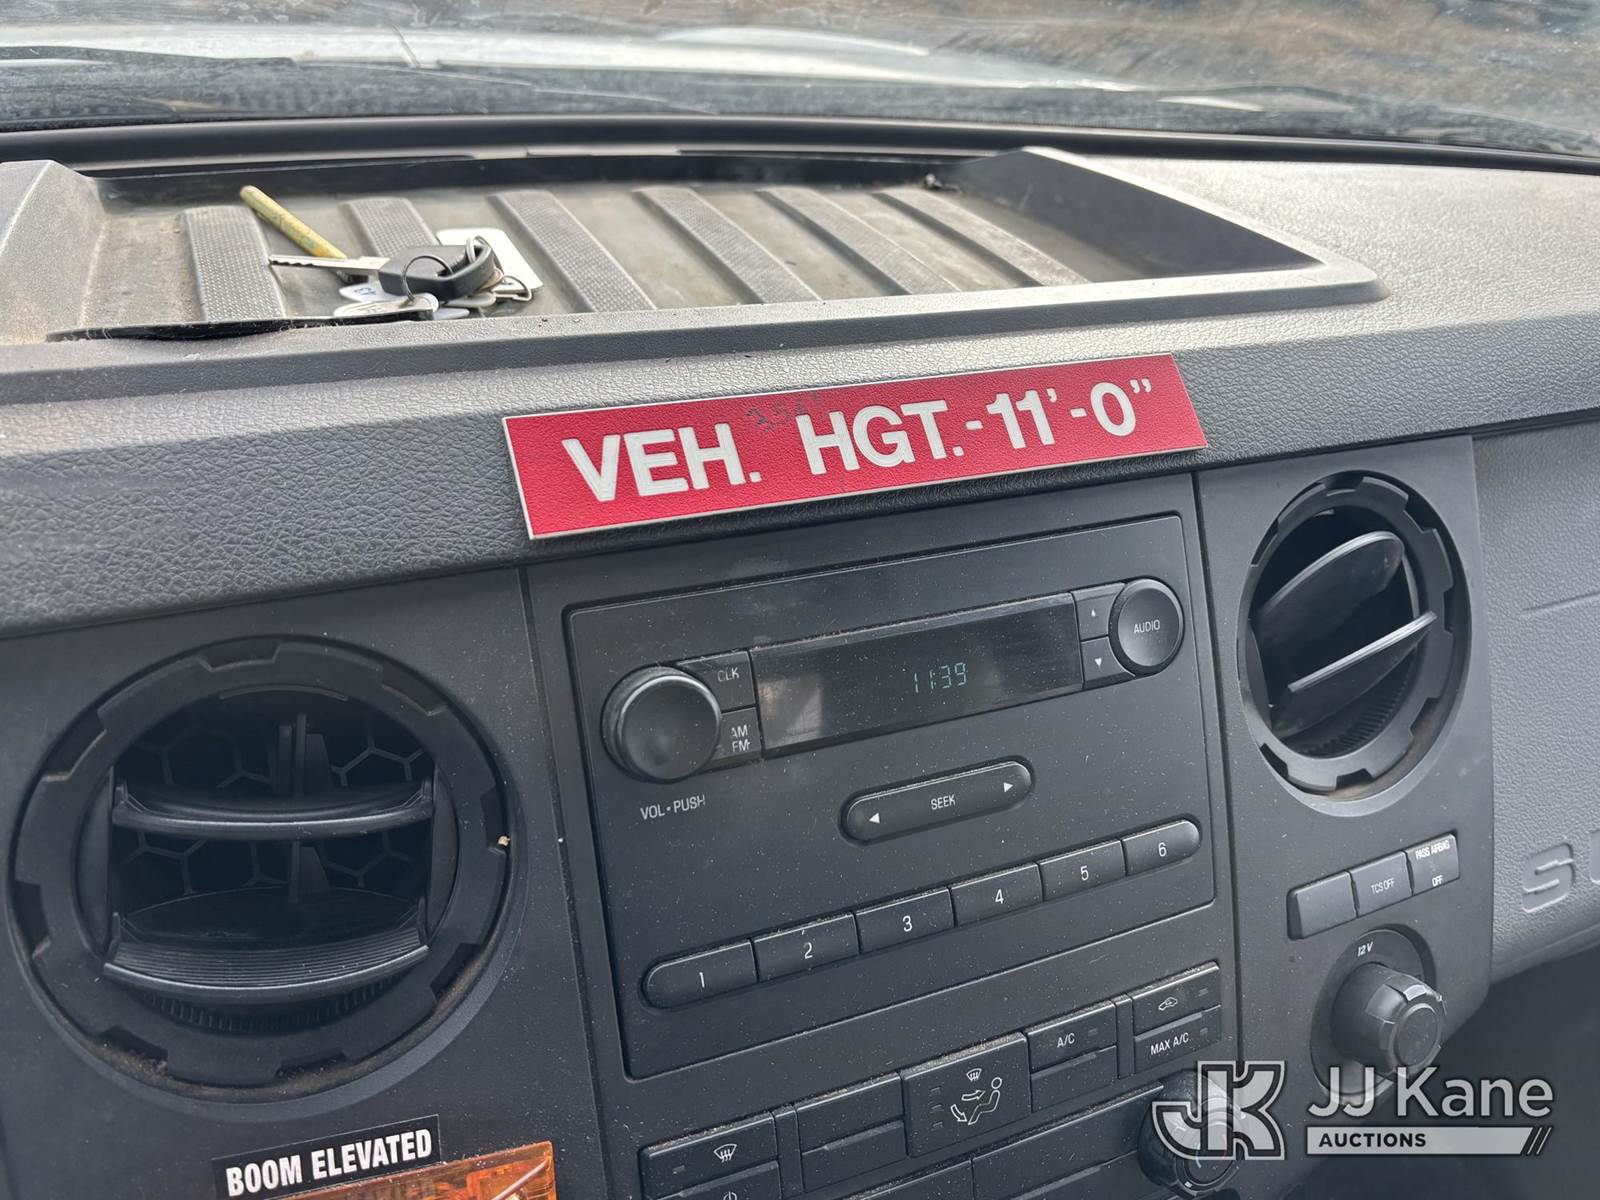 VEH. HGT.-11'-0"
CLK
AM
FM
11:39
AUDIO
VOL • PUSH
SEEK
1
2
3
4
5
6
TCS OFF
PASS AIRBAG
OFF
12V
A/C
MAX A/C
BOOM ELEVATED
S
JK
JJ Kane
AUCTIONS